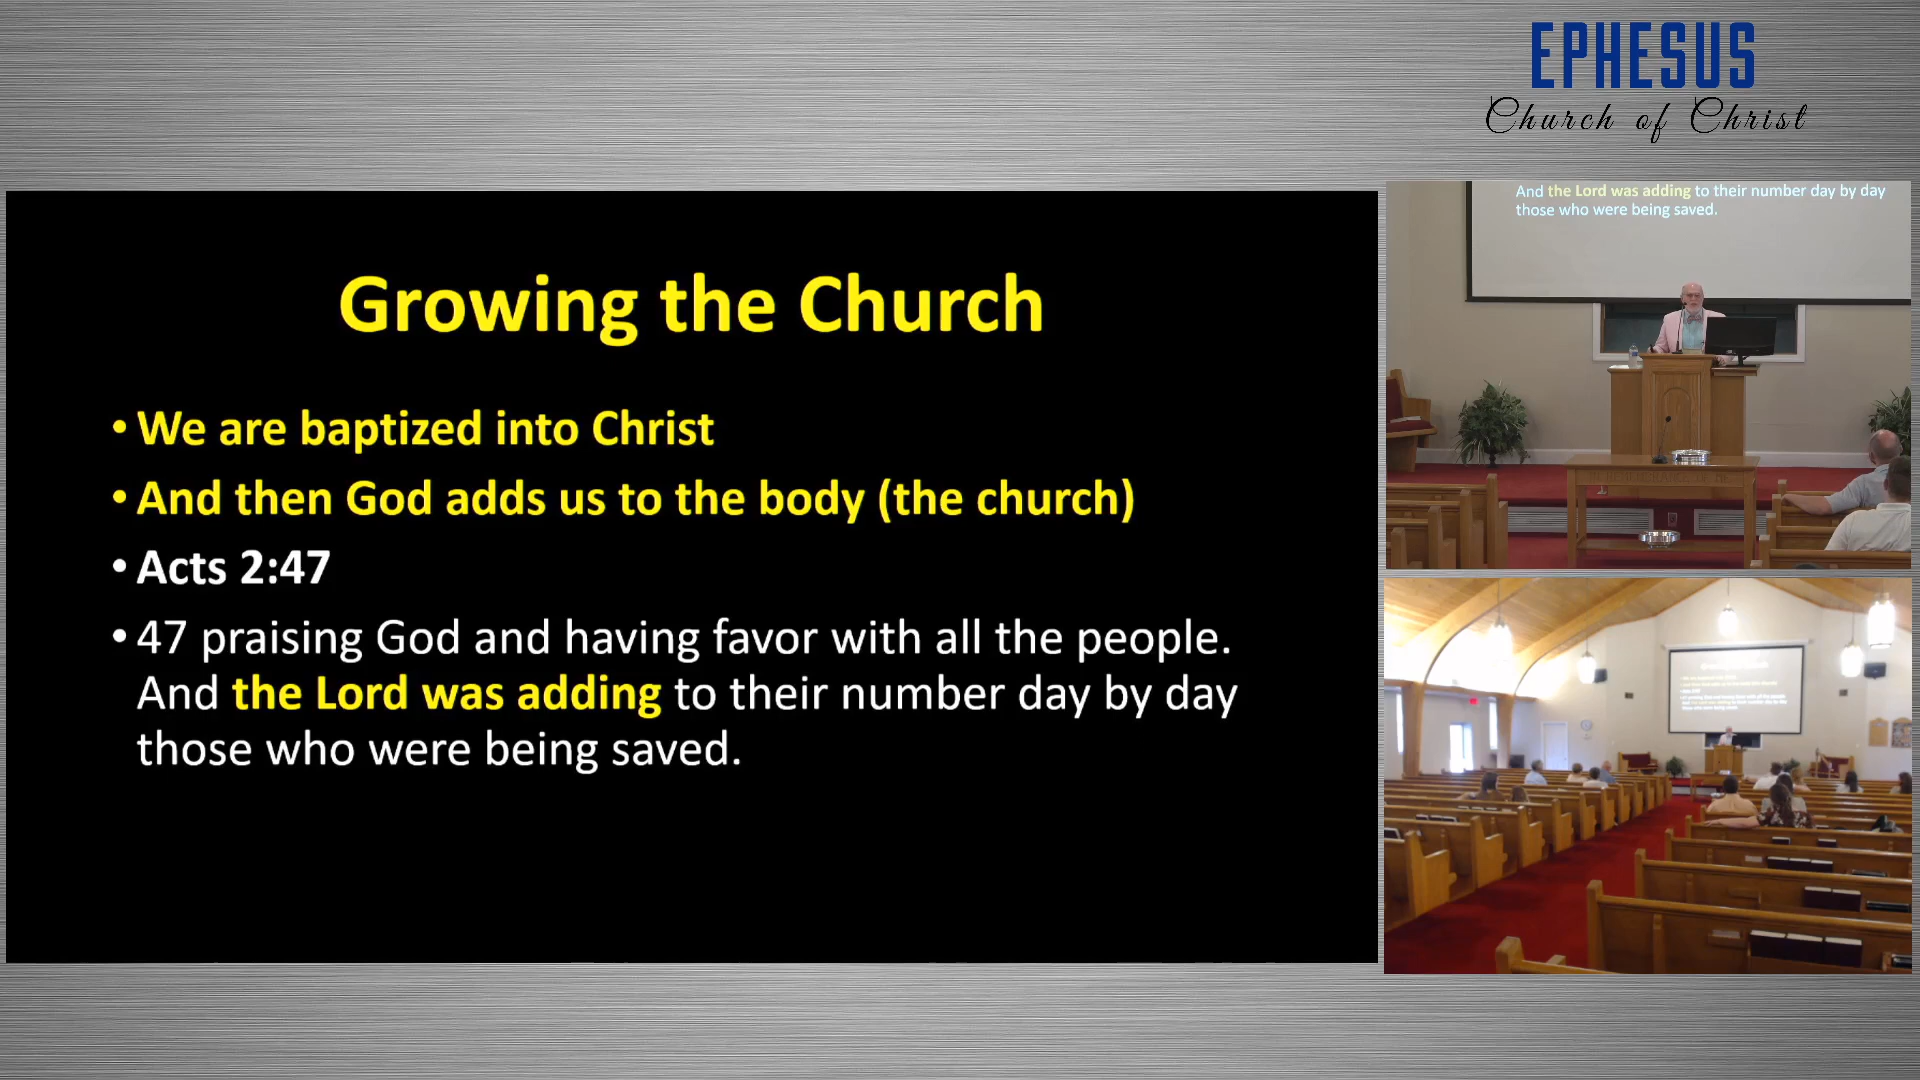 EPHESUS
Church of Christ
Growing the Church
• We are baptized into Christ
• And then God adds us to the body (the church)
• Acts 2:47
• 47 praising God and having favor with all the people.
And the Lord was adding to their number day by day
those who were being saved.
And the Lord was adding to their number day by day
those who were being saved.